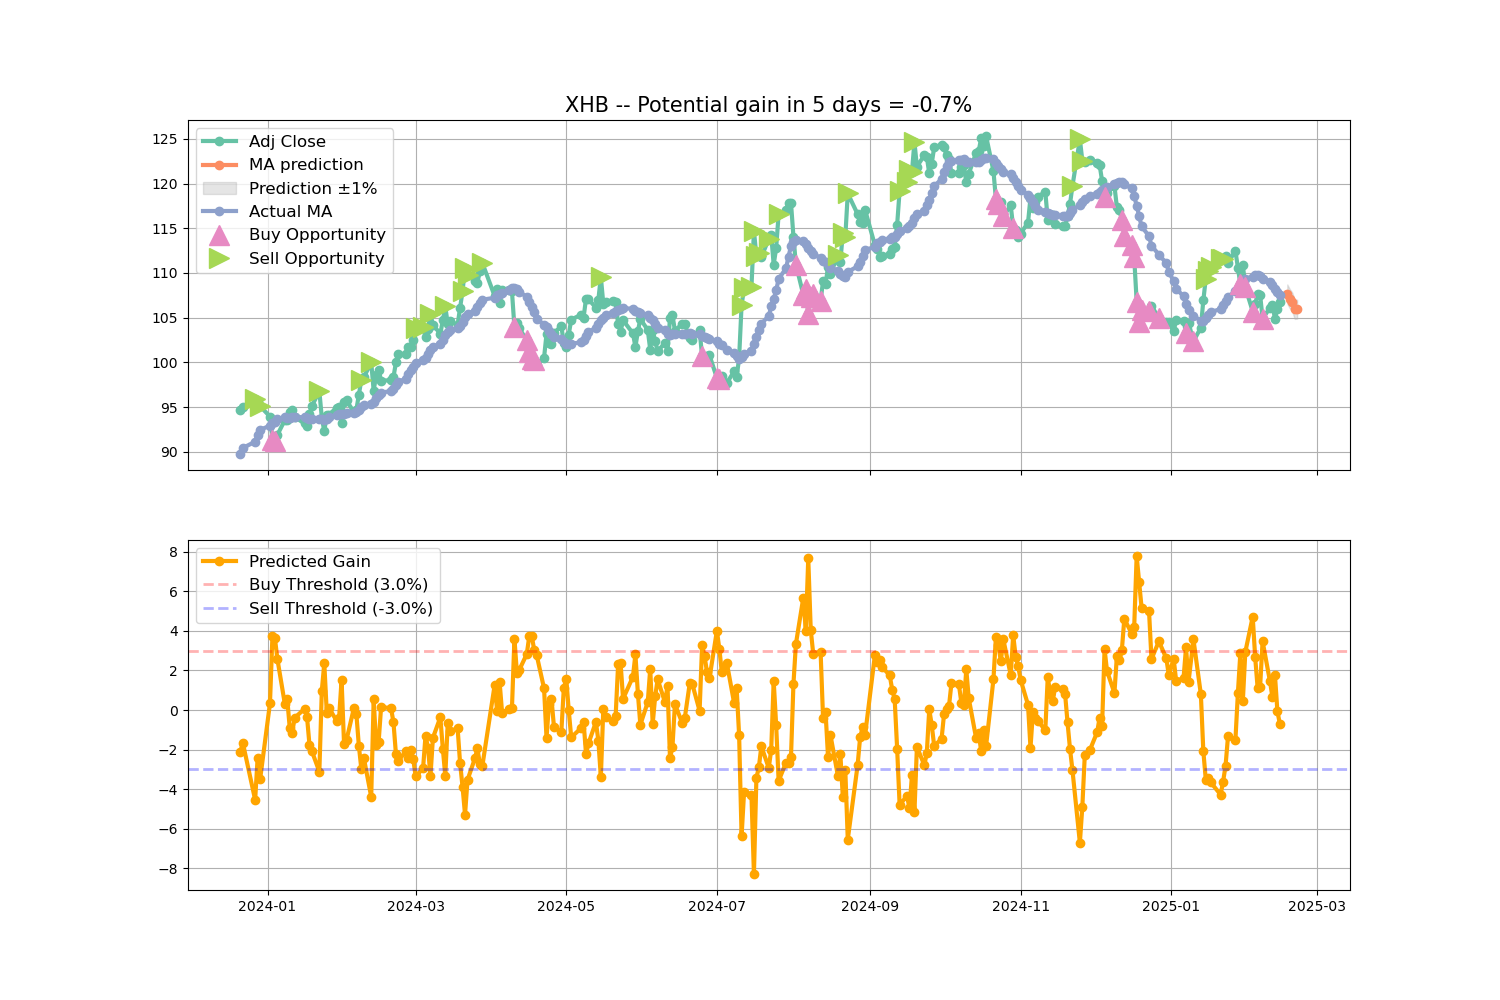 XHB -- Potential gain in 5 days = -0.7%
125
120
115
110
105
100
95
90
Adj Close
MA prediction
Prediction ±1%
Actual MA
Buy Opportunity
Sell Opportunity
8
6
4
2
0
−2
−4
−6
−8
Predicted Gain
Buy Threshold (3.0%)
Sell Threshold (-3.0%)
2024-01 2024-03 2024-05 2024-07 2024-09 2024-11 2025-01 2025-03